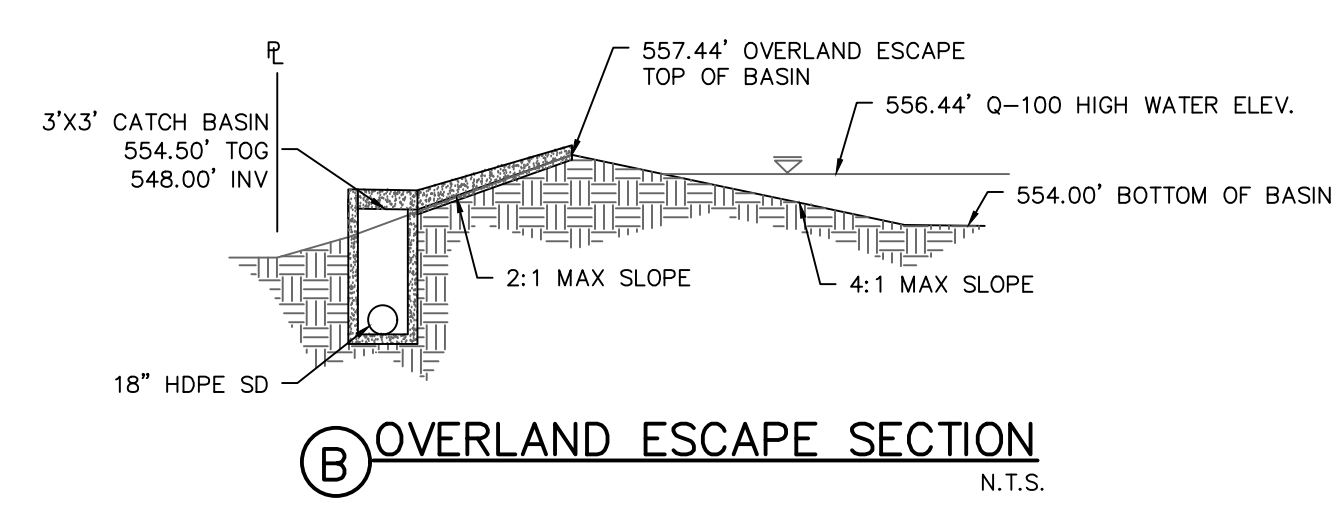 PL
557.44' OVERLAND ESCAPE
TOP OF BASIN
556.44' Q-100 HIGH WATER ELEV.
3'X3' CATCH BASIN
554.50' TOG
548.00' INV
554.00' BOTTOM OF BASIN
2:1 MAX SLOPE
4:1 MAX SLOPE
18" HDPE SD
B OVERLAND ESCAPE SECTION
N.T.S.